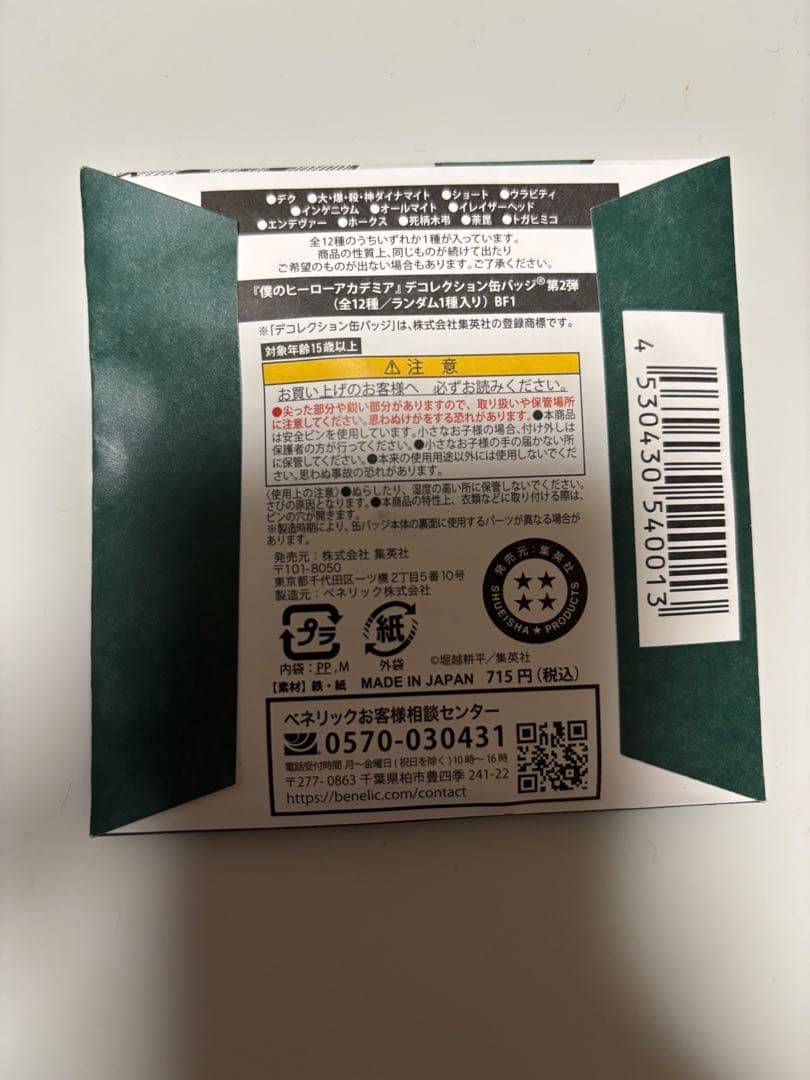 ●デク ●大・爆・殺・神ダイナマイト ●ショート ●ウラビティ
●インゲニウム ●オールマイト ●イレイザーヘッド
●エンデヴァー ●ホークス ●死柄木弔 ●荼毘 ●トガヒミコ
全12種のうちいずれか1種が入っています。
商品の性質上、同じものが続けて出たり
ご希望のものが出ない場合もあります。ご了承ください。
『僕のヒーローアカデミア』デコレクション缶バッジ®第2弾
(全12種/ランダム1種入り) BF1
※「デコレクション缶バッジ」は、株式会社集英社の登録商標です。
対象年齢15歳以上
⚠注 意
お買い上げのお客様へ 必ずお読みください。
●尖った部分や鋭い部分がありますので、取り扱いや保管場所
に注意してください。思わぬけがをする恐れがあります。●本商品
は安全ピンを使用しています。小さなお子様の場合、付け外しは
保護者の方が行ってください。●小さなお子様の手の届かない所
に保管してください。●本来の使用用途以外には使用しないでくだ
さい。思わぬ事故の恐れがあります。
〈使用上の注意〉●ぬらしたり、湿度の高い所に保管しないでください。
さびの原因となります。●本商品の特性上、衣類などに取り付ける際は、
ピンの穴が開きます。
※製造時期により、缶バッジ本体の裏面に使用するパーツが異なる場合が
あります。
発売元:株式会社 集英社
〒101-8050
東京都千代田区一ツ橋2丁目5番10号
製造元:ベネリック株式会社
発売元:集英社
SHUEISHA★PRODUCTS
プラ
紙
内袋:PP,M
外袋
©堀越耕平/集英社
【素材】鉄・紙 MADE IN JAPAN 715円(税込)
ベネリックお客様相談センター
0570-030431
電話受付時間 月〜金曜日(祝日を除く)10時〜16時
〒277-0863 千葉県柏市豊四季 241-22
https://benelic.com/contact
4 530430 540013